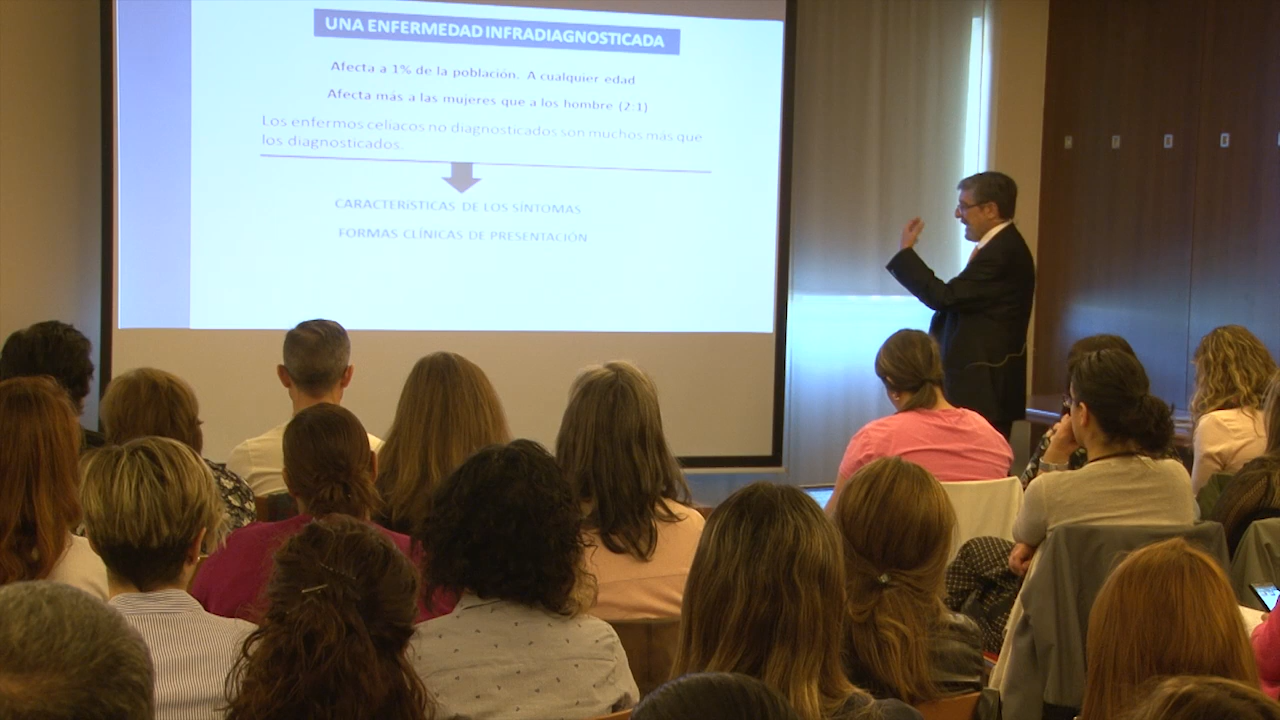 UNA ENFERMEDAD INFRADIAGNOSTICADA
Afecta a 1% de la población. A cualquier edad
Afecta más a las mujeres que a los hombre (2:1)
Los enfermos celiacos no diagnosticados son muchos más que
los diagnosticados.
CARACTERíSTICAS DE LOS SÍNTOMAS
FORMAS CLÍNICAS DE PRESENTACIÓN